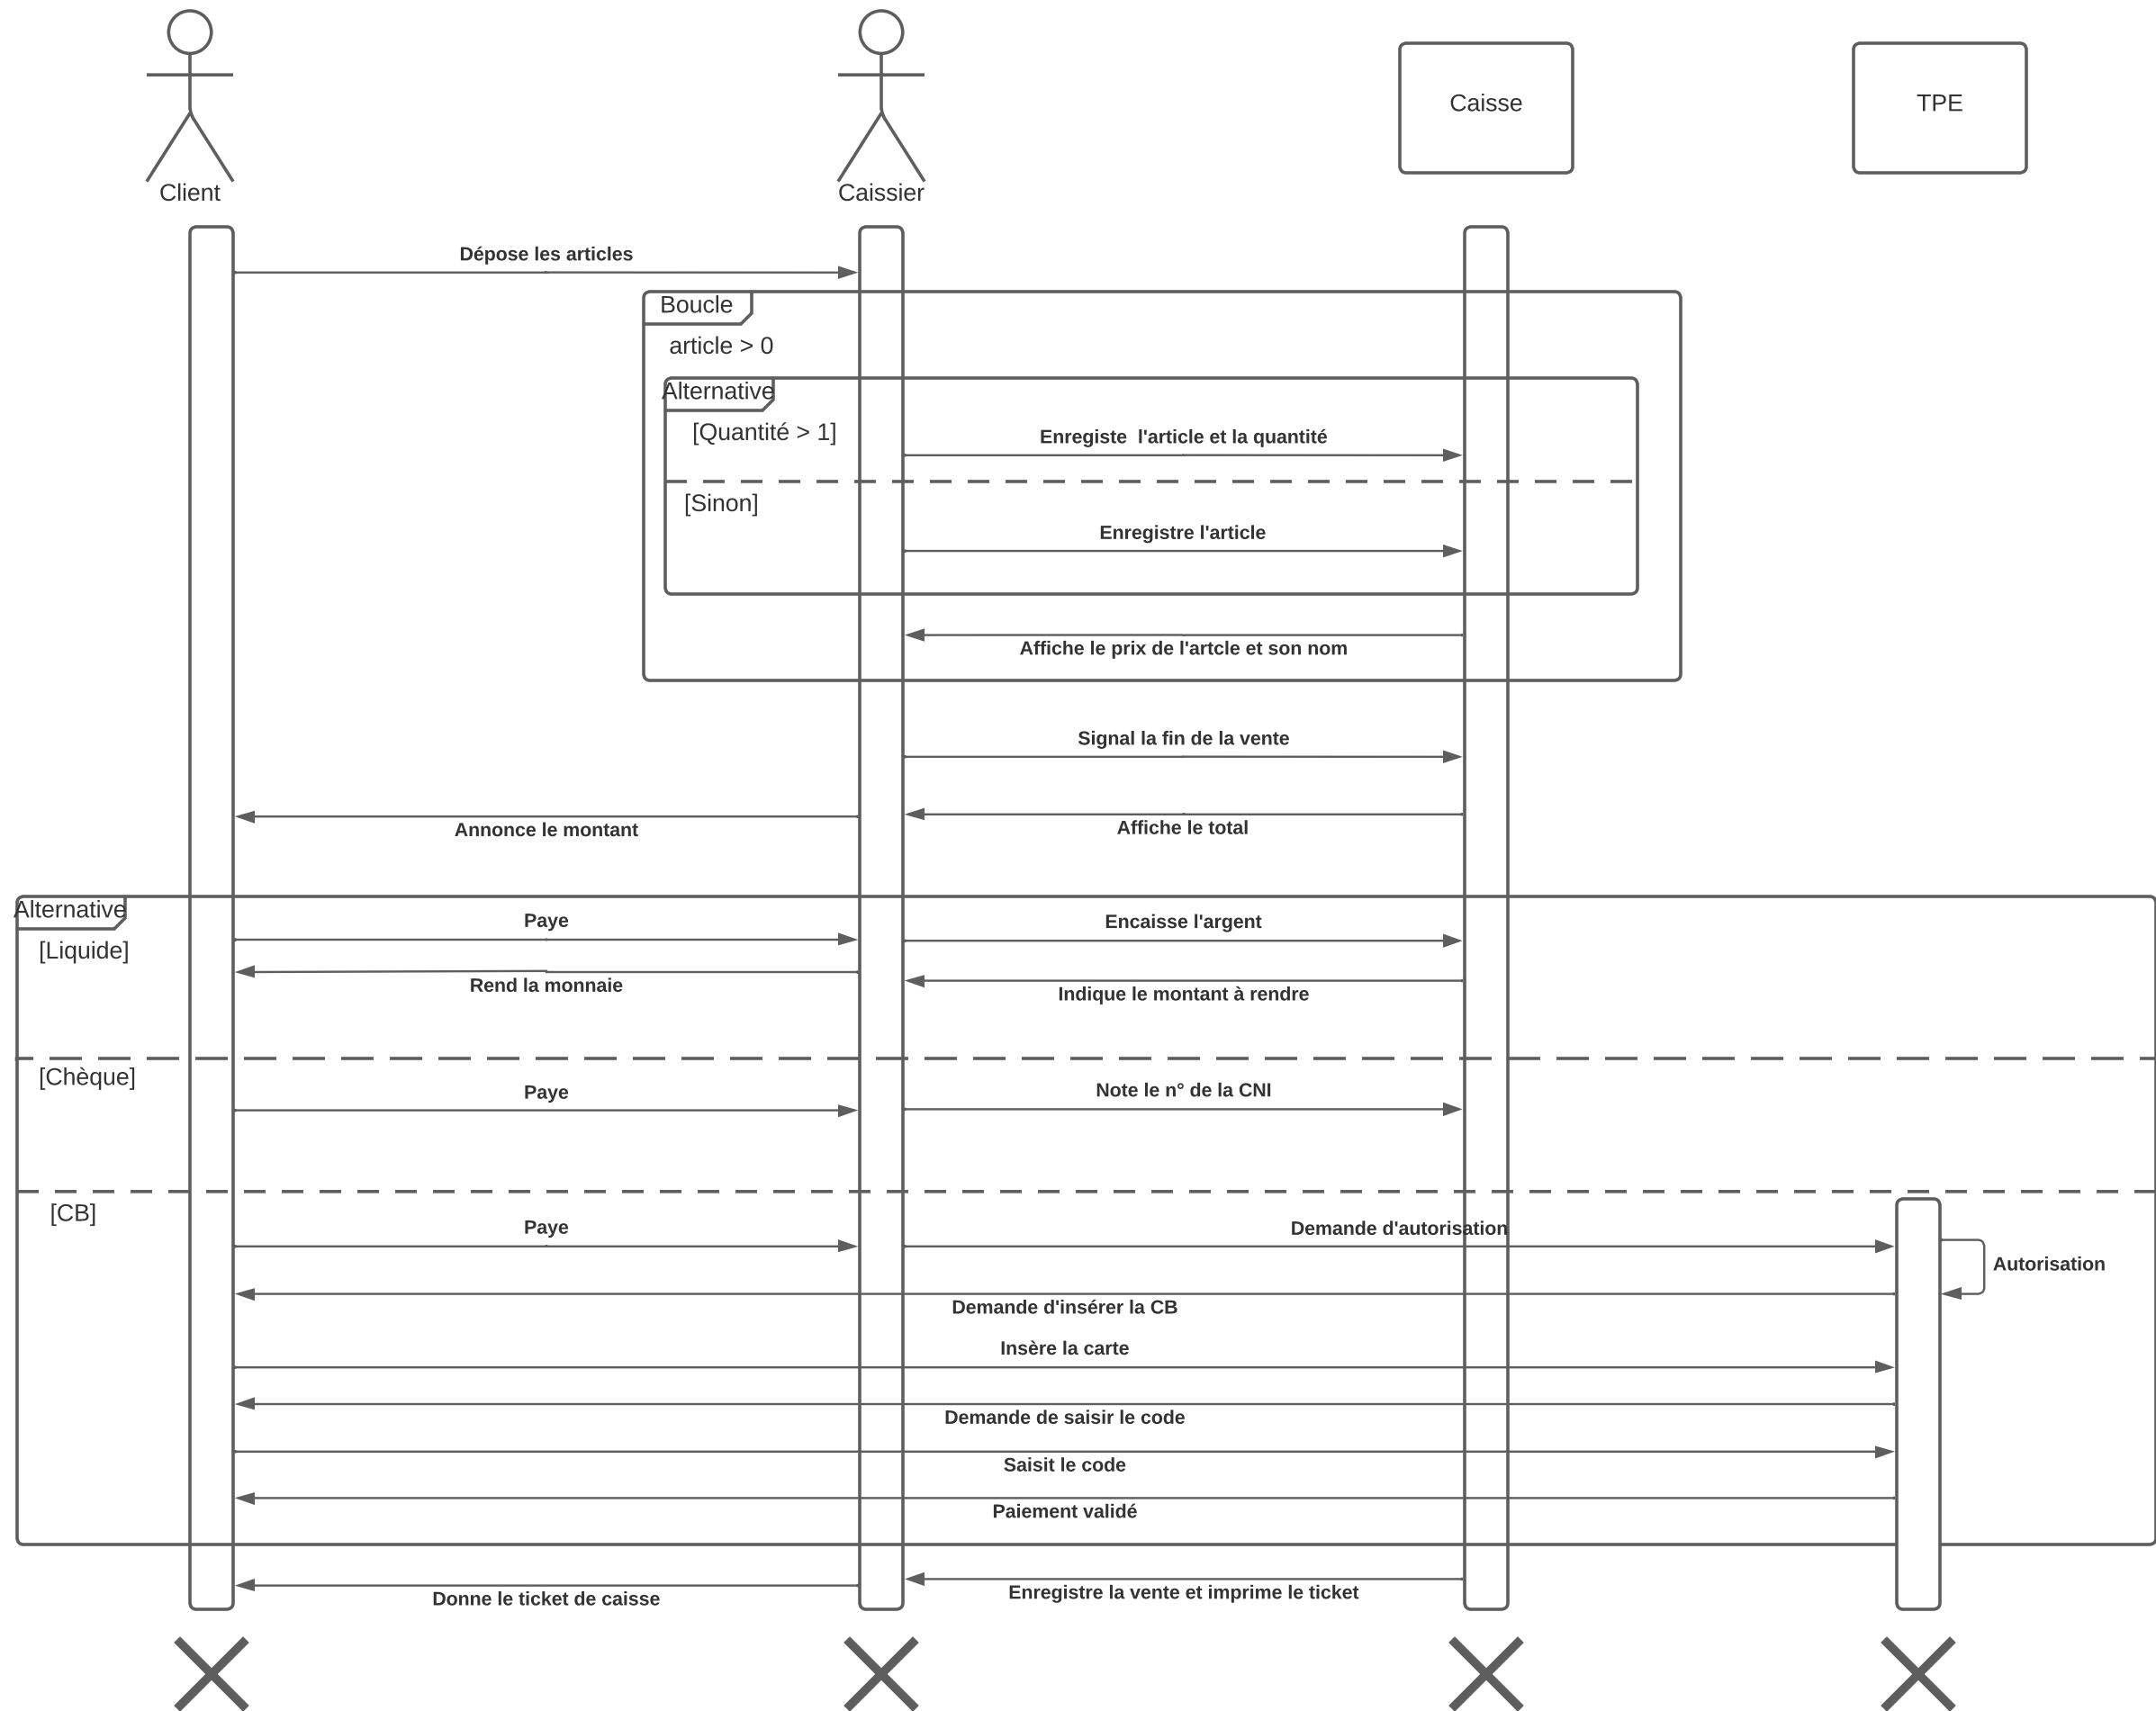 Client
Caissier
Caisse
TPE
Dépose les articles
Boucle
article > 0
Alternative
[Quantité > 1]
Enregiste  l'article et la quantité
[Sinon]
Enregistre l'article
Affiche le prix de l'artcle et son nom
Signal la fin de la vente
Affiche le total
Annonce le montant
Alternative
[Liquide]
Paye
Encaisse l'argent
Rend la monnaie
Indique le montant à rendre
[Chèque]
Paye
Note le n° de la CNI
[CB]
Paye
Demande d'autorisation
Autorisation
Demande d'insérer la CB
Insère la carte
Demande de saisir le code
Saisit le code
Paiement validé
Enregistre la vente et imprime le ticket
Donne le ticket de caisse